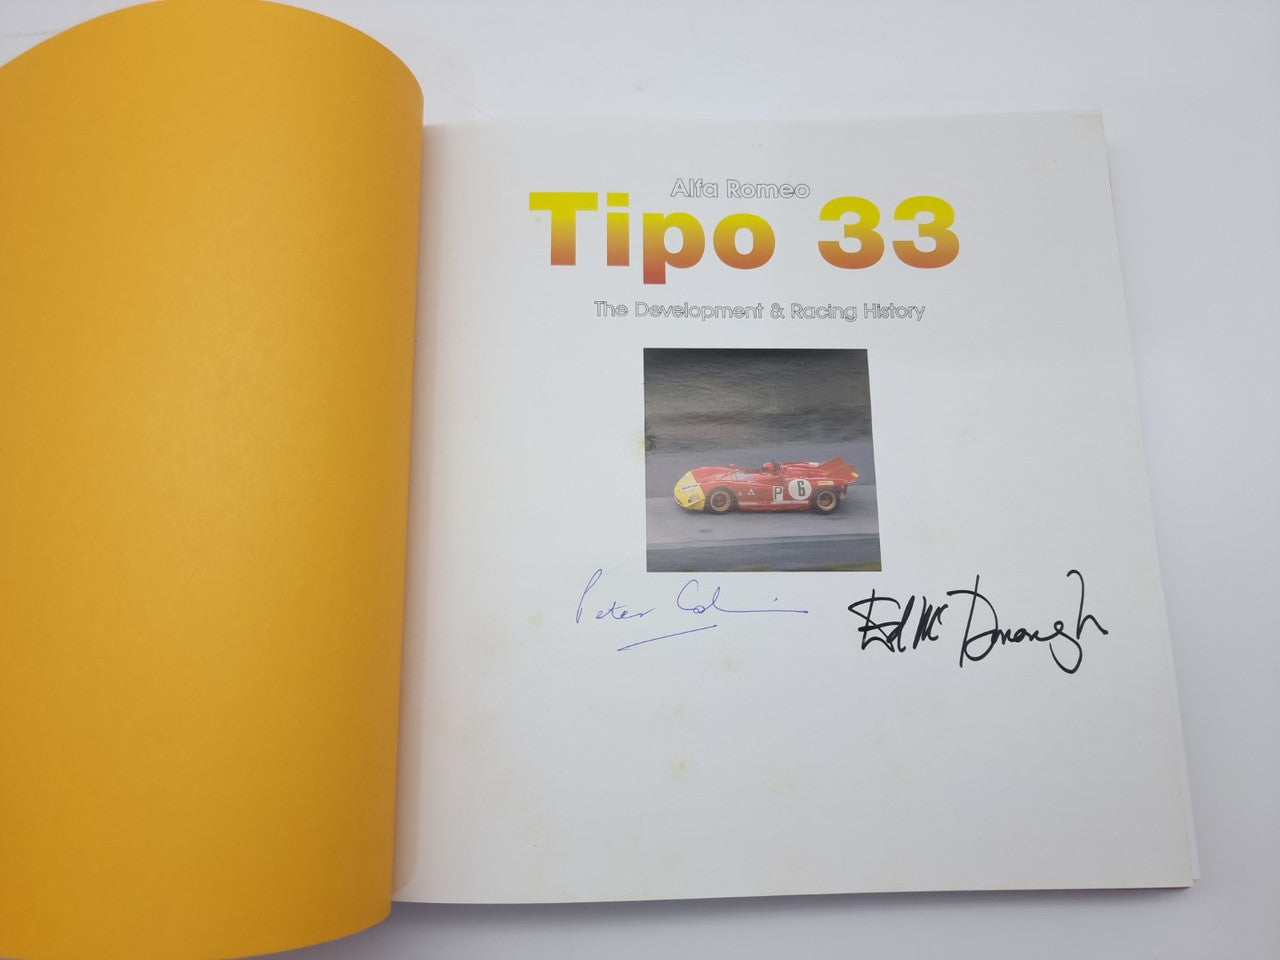 Alfa Romeo
Tipo 33
The Development & Racing History
P 6
Peter Collins
Ed McDonough